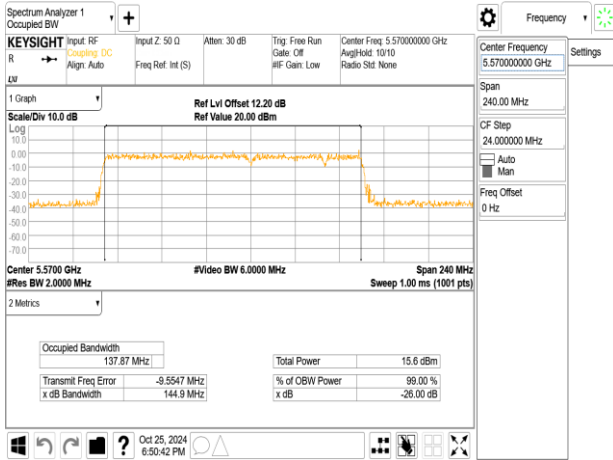 Spectrum Analyzer 1
Occupied BW
KEYSIGHT
R
Input: RF
Coupling: DC
Align: Auto
Input Z: 50 Ω
Freq Ref: Int (S)
Atten: 30 dB
Trig: Free Run
Gate: Off
#IF Gain: Low
Center Freq: 5.570000000 GHz
Avg|Hold: 10/10
Radio Std: None
Frequency
Center Frequency
5.570000000 GHz
Settings
Span
240.00 MHz
CF Step
24.000000 MHz
Auto
Man
Freq Offset
0 Hz
1 Graph
Scale/Div 10.0 dB
Ref Lvl Offset 12.20 dB
Ref Value 20.00 dBm
Log
10.0
0.00
-10.0
-20.0
-30.0
-40.0
-50.0
-60.0
-70.0
Center 5.5700 GHz
#Video BW 6.0000 MHz
Span 240 MHz
#Res BW 2.0000 MHz
Sweep 1.00 ms (1001 pts)
2 Metrics
Occupied Bandwidth
137.87 MHz
Total Power 15.6 dBm
Transmit Freq Error -9.5547 MHz
% of OBW Power 99.00 %
x dB Bandwidth 144.9 MHz
x dB -26.00 dB
?
Oct 25, 2024
6:50:42 PM